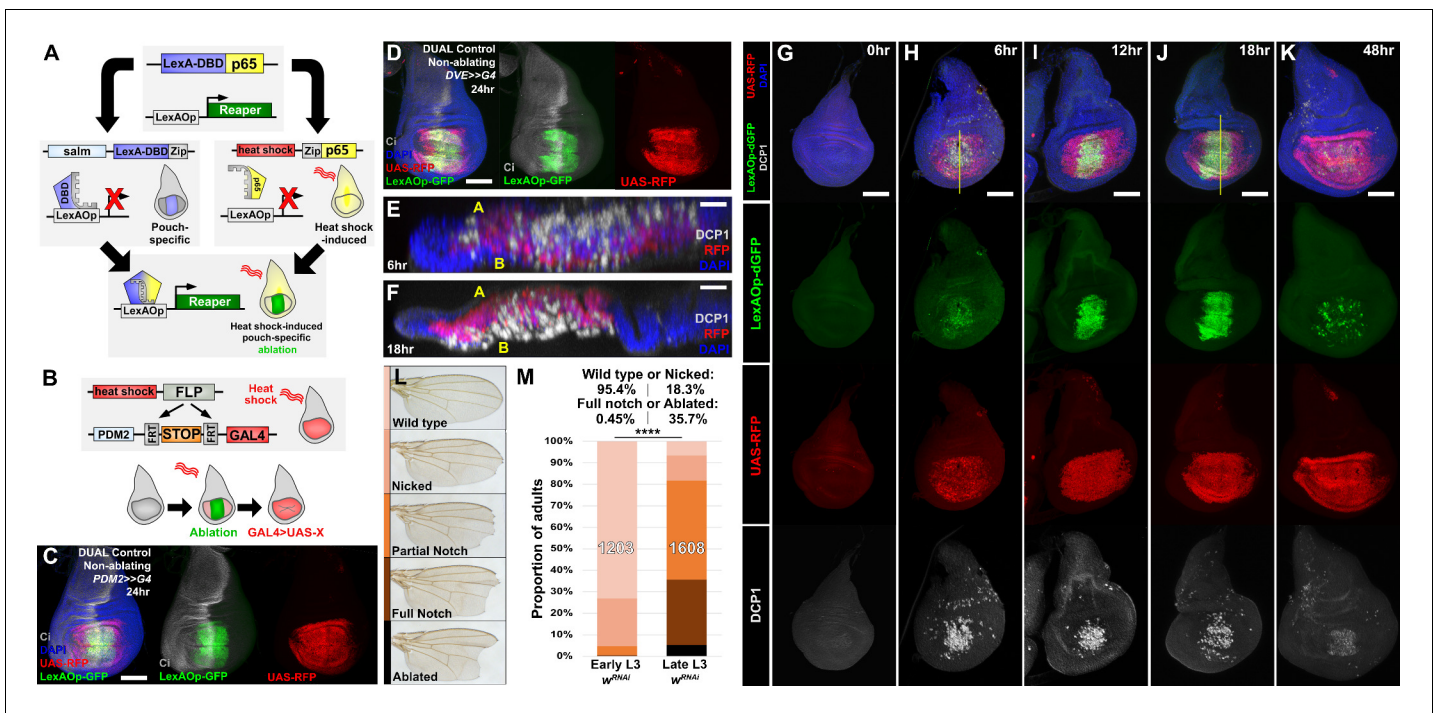 A
LexA-DBD p65
LexAOp Reaper
salm LexA-DBD Zip
heat shock Zip p65
DBD
p65
X
X
LexAOp
LexAOp
Pouch-
specific
Heat shock
-induced
LexAOp Reaper
Heat shock-induced
pouch-specific
ablation
B
heat shock FLP
Heat
shock
PDM2 FRT STOP FRT GAL4
Ablation GAL4>UAS-X
C
DUAL Control
Non-ablating
PDM2>>G4
24hr
Ci
DAPI
UAS-RFP
LexAOp-GFP
Ci
LexAOp-GFP
UAS-RFP
D
DUAL Control
Non-ablating
DVE>>G4
24hr
Ci
DAPI
UAS-RFP
LexAOp-GFP
Ci
LexAOp-GFP
UAS-RFP
E
A
B
6hr
DCP1
RFP
DAPI
F
A
B
18hr
DCP1
RFP
DAPI
L
Wild type
Nicked
Partial Notch
Full Notch
Ablated
M
Wild type or Nicked:
95.4% | 18.3%
Full notch or Ablated:
0.45% | 35.7%
****
Proportion of adults
100%
90%
80%
70%
60%
50%
40%
30%
20%
10%
0%
1203
1608
Early L3
wRNAi
Late L3
wRNAi
G 0hr
H 6hr
I 12hr
J 18hr
K 48hr
UAS-RFP
DAPI
LexAOp-dGFP
DCP1
LexAOp-dGFP
UAS-RFP
DCP1